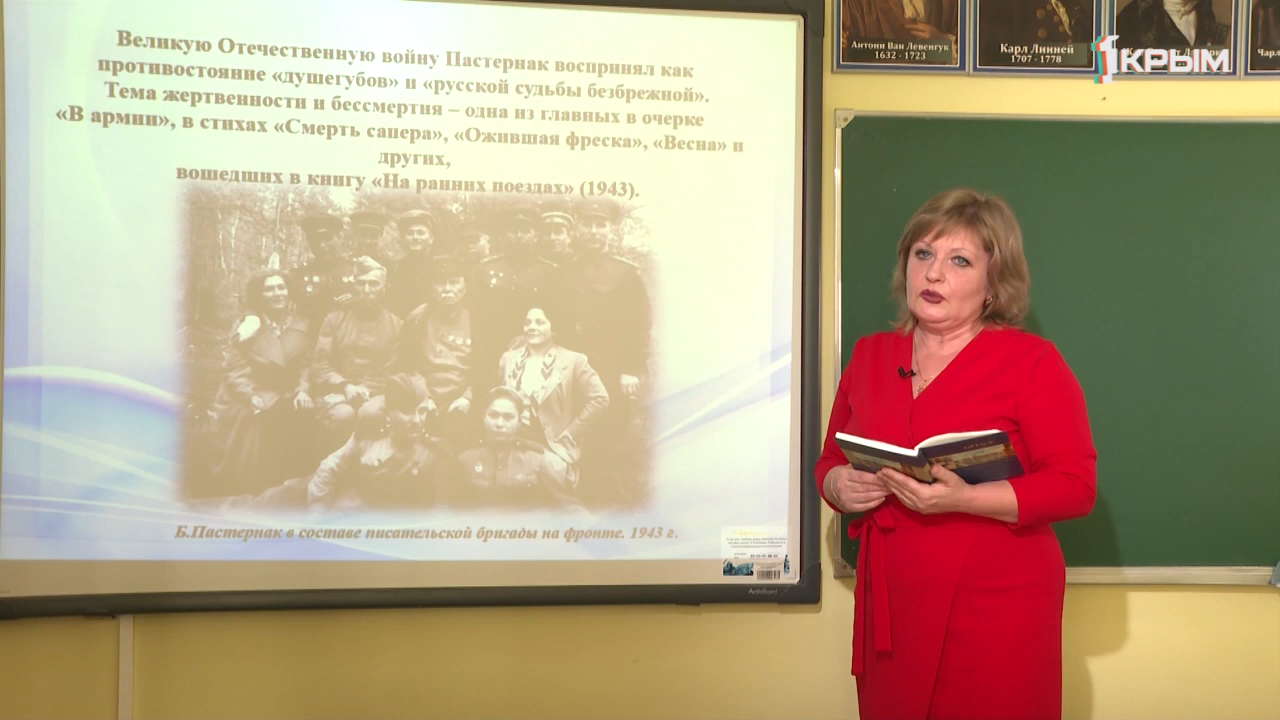 Великую Отечественную войну Пастернак воспринял как
противостояние «душегубов» и «русской судьбы безбрежной».
Тема жертвенности и бессмертия – одна из главных в очерке
«В армии», в стихах «Смерть сапера», «Ожившая фреска», «Весна» и
других,
вошедших в книгу «На ранних поездах» (1943).
Б.Пастернак в составе писательской бригады на фронте. 1943 г.
ActivBoard
Антони Ван Левенгук
1632 - 1723
Карл Линней
1707 - 1778
1КРЫМ